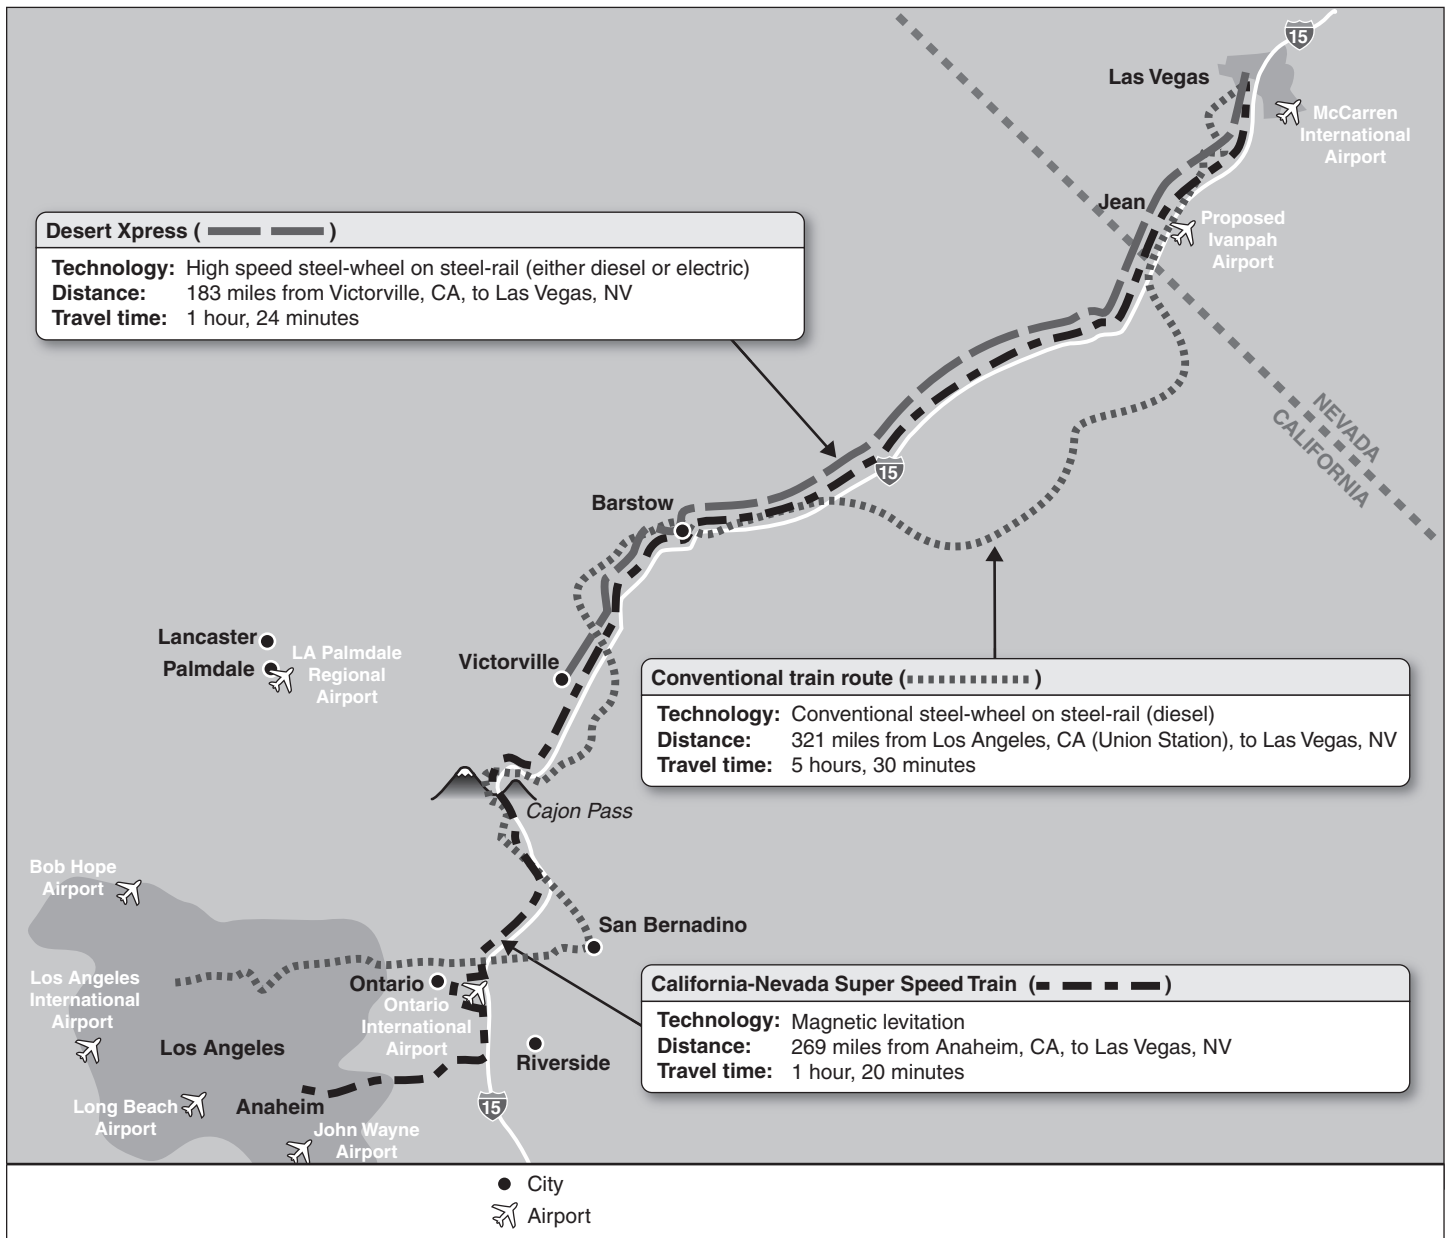 15
Las Vegas
McCarren
International
Airport
Jean
Proposed
Ivanpah
Airport
Desert Xpress ( )
Technology: High speed steel-wheel on steel-rail (either diesel or electric)
Distance: 183 miles from Victorville, CA, to Las Vegas, NV
Travel time: 1 hour, 24 minutes
NEVADA
CALIFORNIA
15
Barstow
Lancaster
Palmdale
LA Palmdale
Regional
Airport
Victorville
Conventional train route ( )
Technology: Conventional steel-wheel on steel-rail (diesel)
Distance: 321 miles from Los Angeles, CA (Union Station), to Las Vegas, NV
Travel time: 5 hours, 30 minutes
Cajon Pass
Bob Hope
Airport
San Bernadino
Los Angeles
International
Airport
Ontario
Ontario
International
Airport
California-Nevada Super Speed Train ( )
Technology: Magnetic levitation
Distance: 269 miles from Anaheim, CA, to Las Vegas, NV
Travel time: 1 hour, 20 minutes
Los Angeles
Riverside
Long Beach
Airport
Anaheim
15
John Wayne
Airport
City
Airport